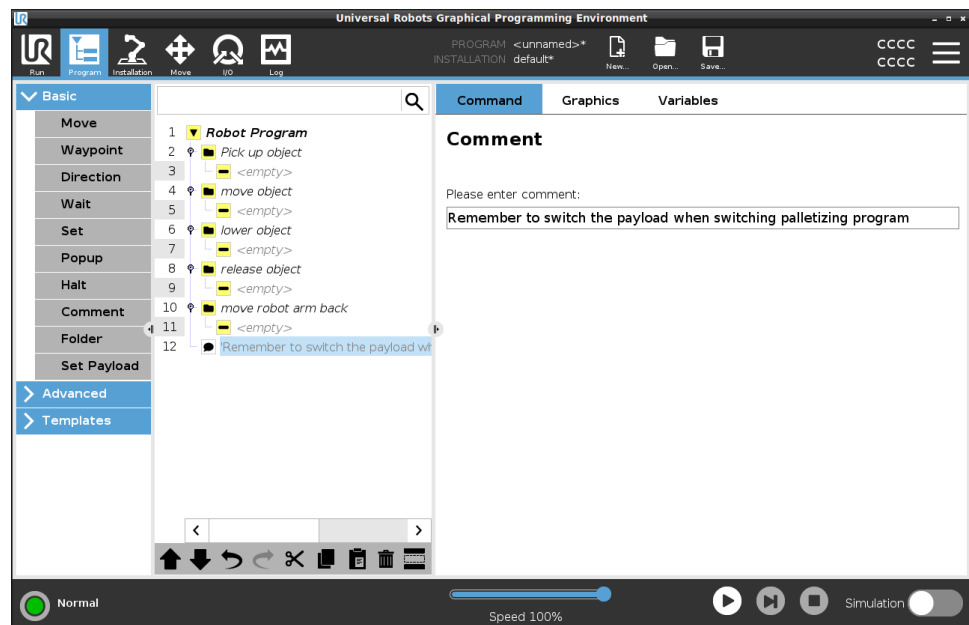 Universal Robots Graphical Programming Environment
PROGRAM <unnamed>*
INSTALLATION default*
Run
Program
Installation
Move
I/O
Log
New...
Open...
Save...
CCCC
CCCC
Basic
Move
Waypoint
Direction
Wait
Set
Popup
Halt
Comment
Folder
Set Payload
Advanced
Templates
1 Robot Program
2 Pick up object
3 <empty>
4 move object
5 <empty>
6 lower object
7 <empty>
8 release object
9 <empty>
10 move robot arm back
11 <empty>
12 'Remember to switch the payload wh
Command Graphics Variables
Comment
Please enter comment:
Remember to switch the payload when switching palletizing program
Normal
Speed 100%
Simulation